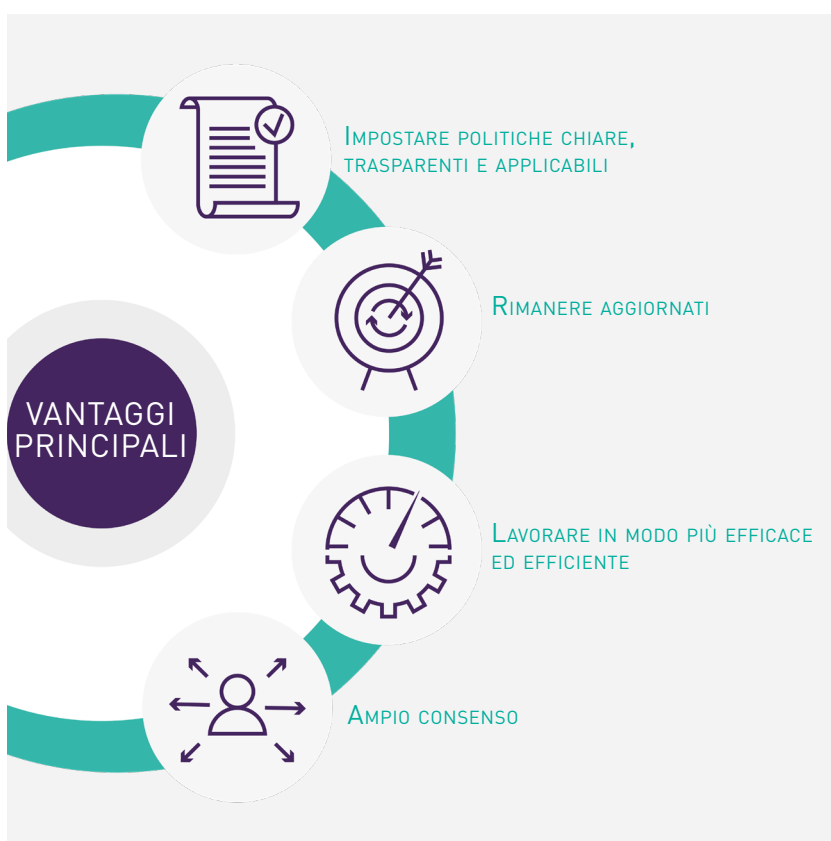 Impostare politiche chiare,
trasparenti e applicabili
Rimanere aggiornati
VANTAGGI
PRINCIPALI
Lavorare in modo più efficace
ed efficiente
Ampio consenso